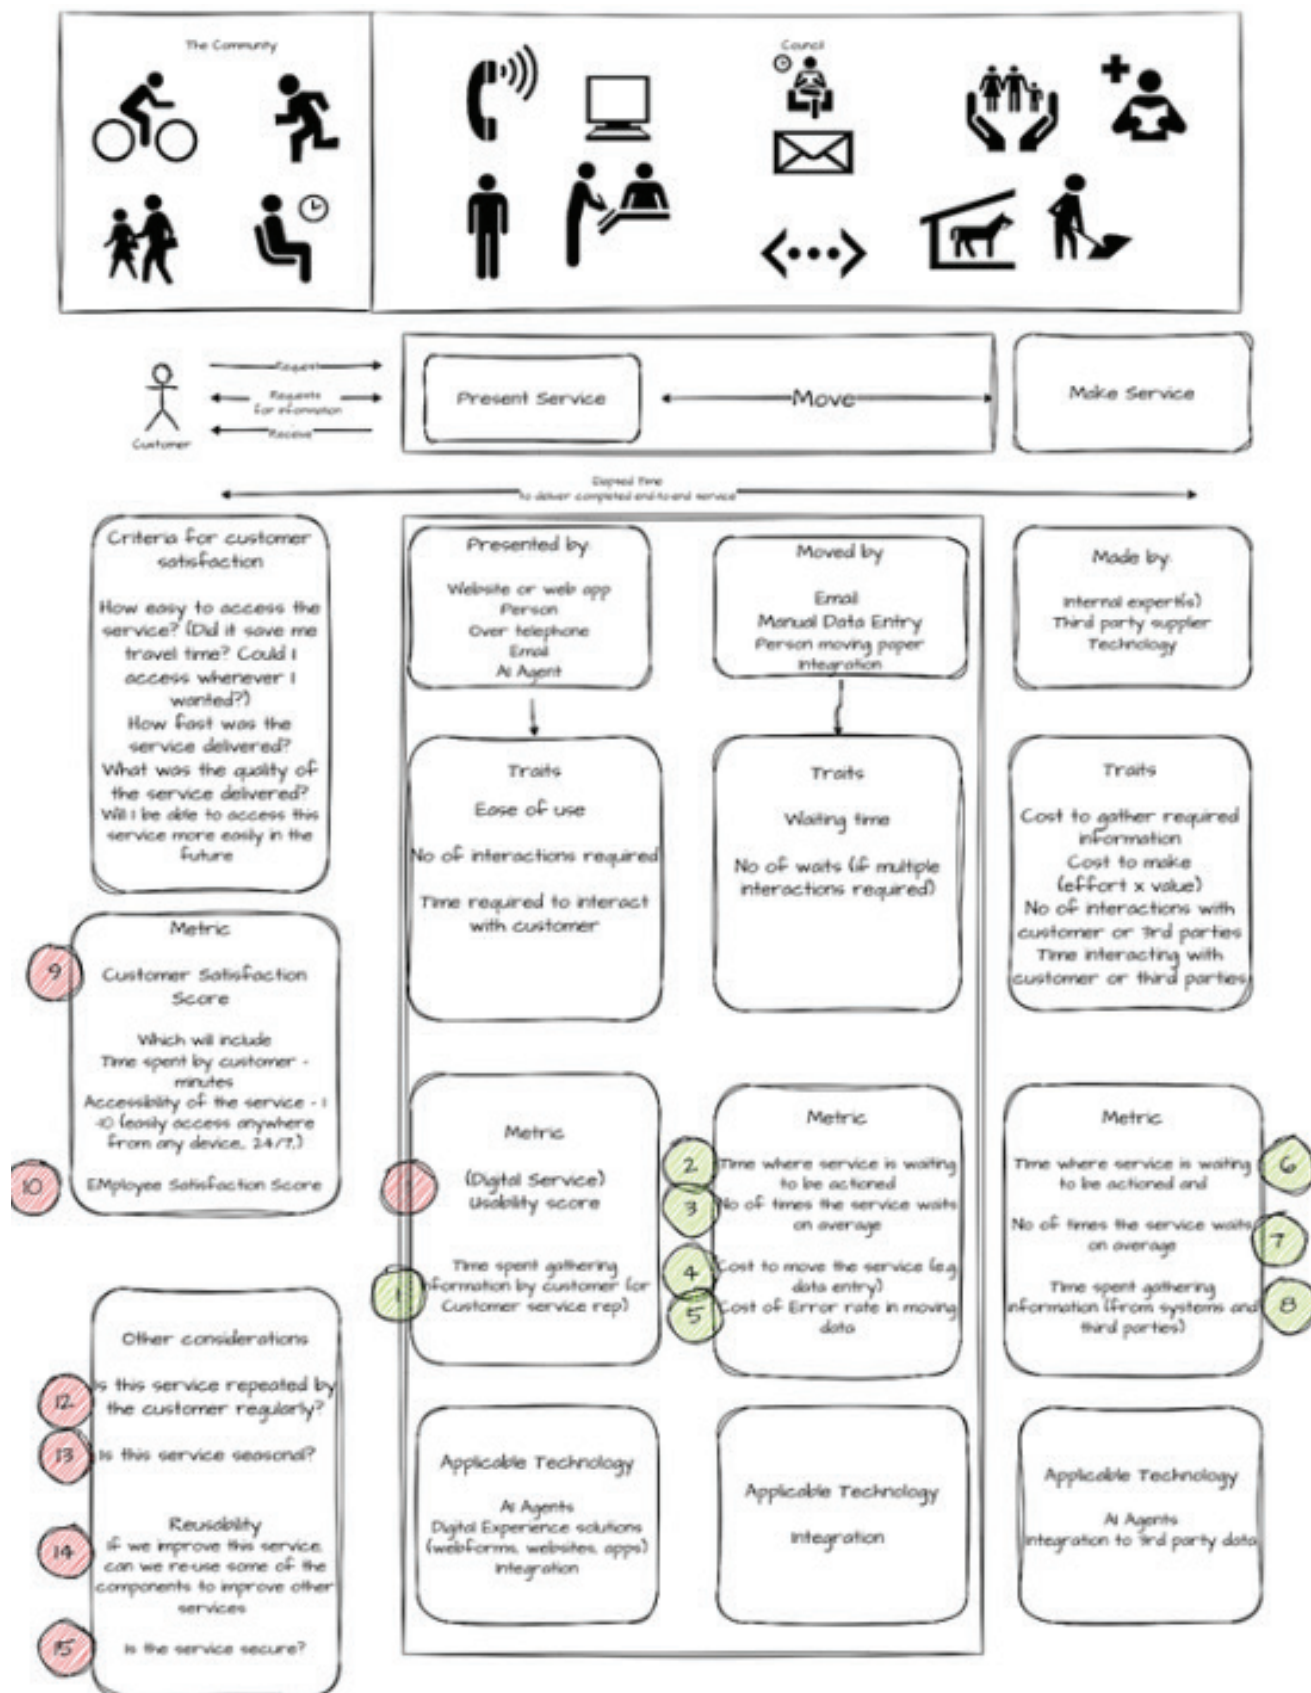 The Community
Council
Request
Requests
for information
Receive
Customer
Present Service
Move
Make Service
Elapsed Time
to deliver completed end-to-end service
Criteria for customer
satisfaction
How easy to access the
service? (Did it save me
travel time? Could I
access whenever I
wanted?)
How fast was the
service delivered?
What was the quality of
the service delivered?
Will I be able to access this
service more easily in the
future
Presented by:
Website or web app
Person
Over telephone
Email
AI Agent
Moved by
Email
Manual Data Entry
Person moving paper
Integration
Made by:
Internal expert(s)
Third party supplier
Technology
Traits
Ease of use
No of interactions required
Time required to interact
with customer
Traits
Waiting time
No of waits (if multiple
interactions required)
Traits
Cost to gather required
information
Cost to make
(effort x value)
No of interactions with
customer or 3rd parties
Time interacting with
customer or third parties
9
Metric
Customer Satisfaction
Score
Which will include
Time spent by customer -
minutes
Accessibility of the service - 1
-10 (easily access anywhere
from any device, 24/7,)
10
EMployee Satisfaction Score
Metric
(Digital Service)
Usability score
1
Time spent gathering
information by customer (or
Customer service rep)
Metric
2
Time where service is waiting
to be actioned
3
No of times the service waits
on average
4
Cost to move the service (e.g.
data entry)
5
Cost of Error rate in moving
data
Metric
6
Time where service is waiting
to be actioned and
7
No of times the service waits
on average
8
Time spent gathering
information (from systems and
third parties)
Other considerations
12
Is this service repeated by
the customer regularly?
13
Is this service seasonal?
14
Reusability
If we improve this service,
can we re-use some of the
components to improve other
services
15
Is the service secure?
Applicable Technology
AI Agents
Digital Experience solutions
(webforms, websites, apps)
Integration
Applicable Technology
Integration
Applicable Technology
AI Agents
Integration to 3rd party data